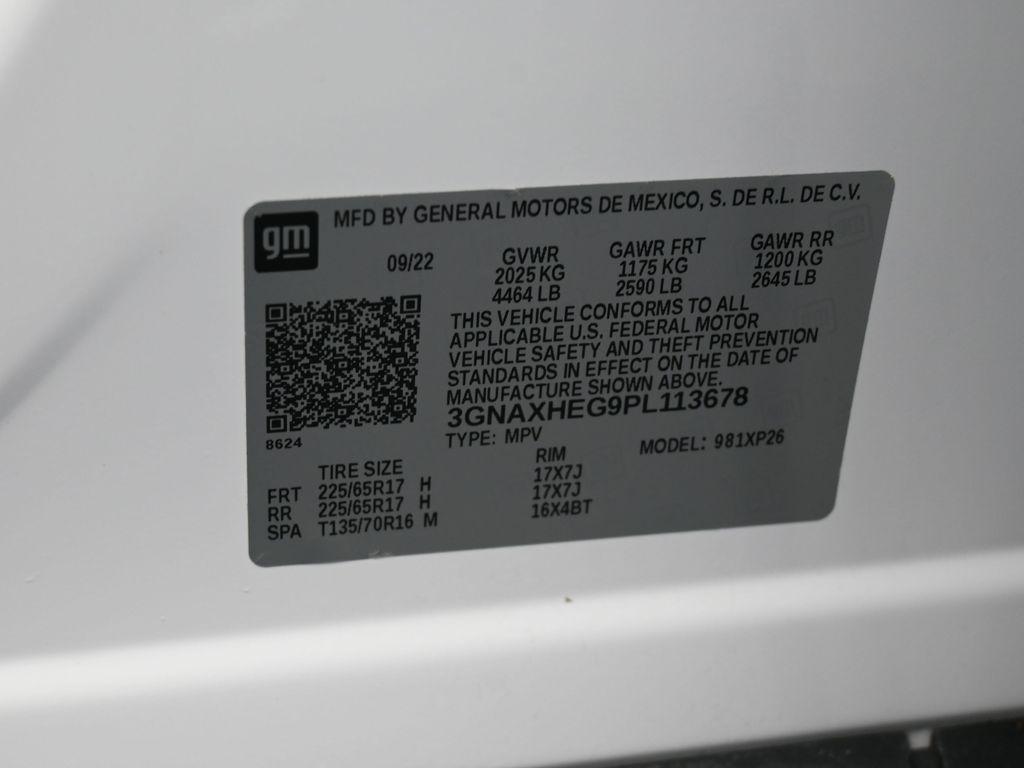 gm
MFD BY GENERAL MOTORS DE MEXICO, S. DE R.L. DE C.V.
09/22
GVWR GAWR FRT GAWR RR
2025 KG 1175 KG 1200 KG
4464 LB 2590 LB 2645 LB
THIS VEHICLE CONFORMS TO ALL
APPLICABLE U.S. FEDERAL MOTOR
VEHICLE SAFETY AND THEFT PREVENTION
STANDARDS IN EFFECT ON THE DATE OF
MANUFACTURE SHOWN ABOVE.
3GNAXHEG9PL113678
8624
TYPE: MPV MODEL: 981XP26
TIRE SIZE RIM
FRT 225/65R17 H 17X7J
RR 225/65R17 H 17X7J
SPA T135/70R16 M 16X4BT